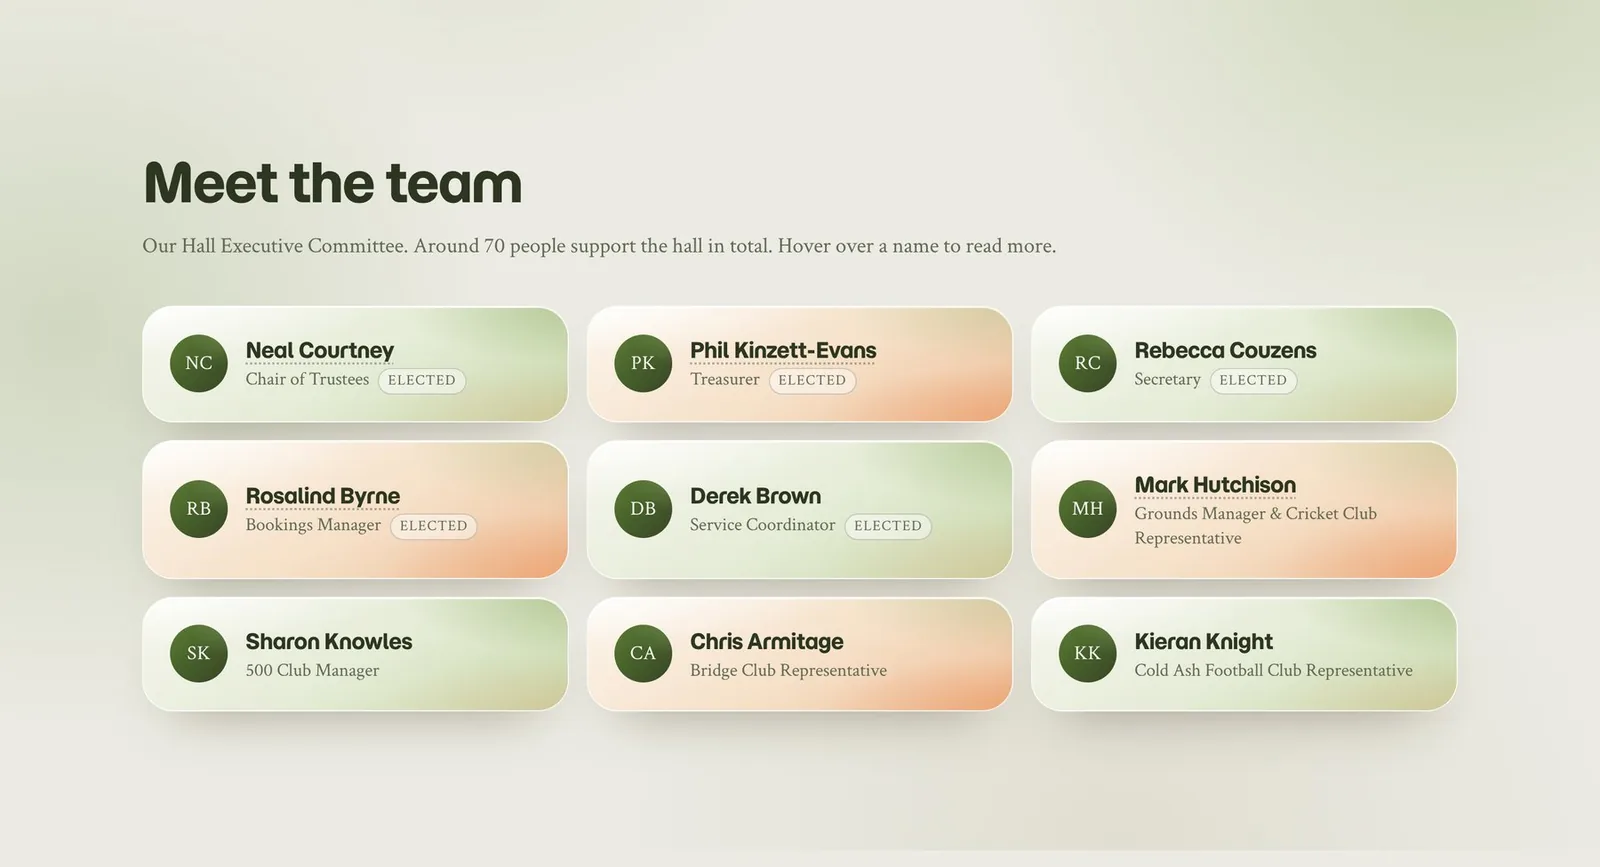 Meet the team
Our Hall Executive Committee. Around 70 people support the hall in total. Hover over a name to read more.
NC
Neal Courtney
Chair of Trustees ELECTED
PK
Phil Kinzett-Evans
Treasurer ELECTED
RC
Rebecca Couzens
Secretary ELECTED
RB
Rosalind Byrne
Bookings Manager ELECTED
DB
Derek Brown
Service Coordinator ELECTED
MH
Mark Hutchison
Grounds Manager & Cricket Club
Representative
SK
Sharon Knowles
500 Club Manager
CA
Chris Armitage
Bridge Club Representative
KK
Kieran Knight
Cold Ash Football Club Representative